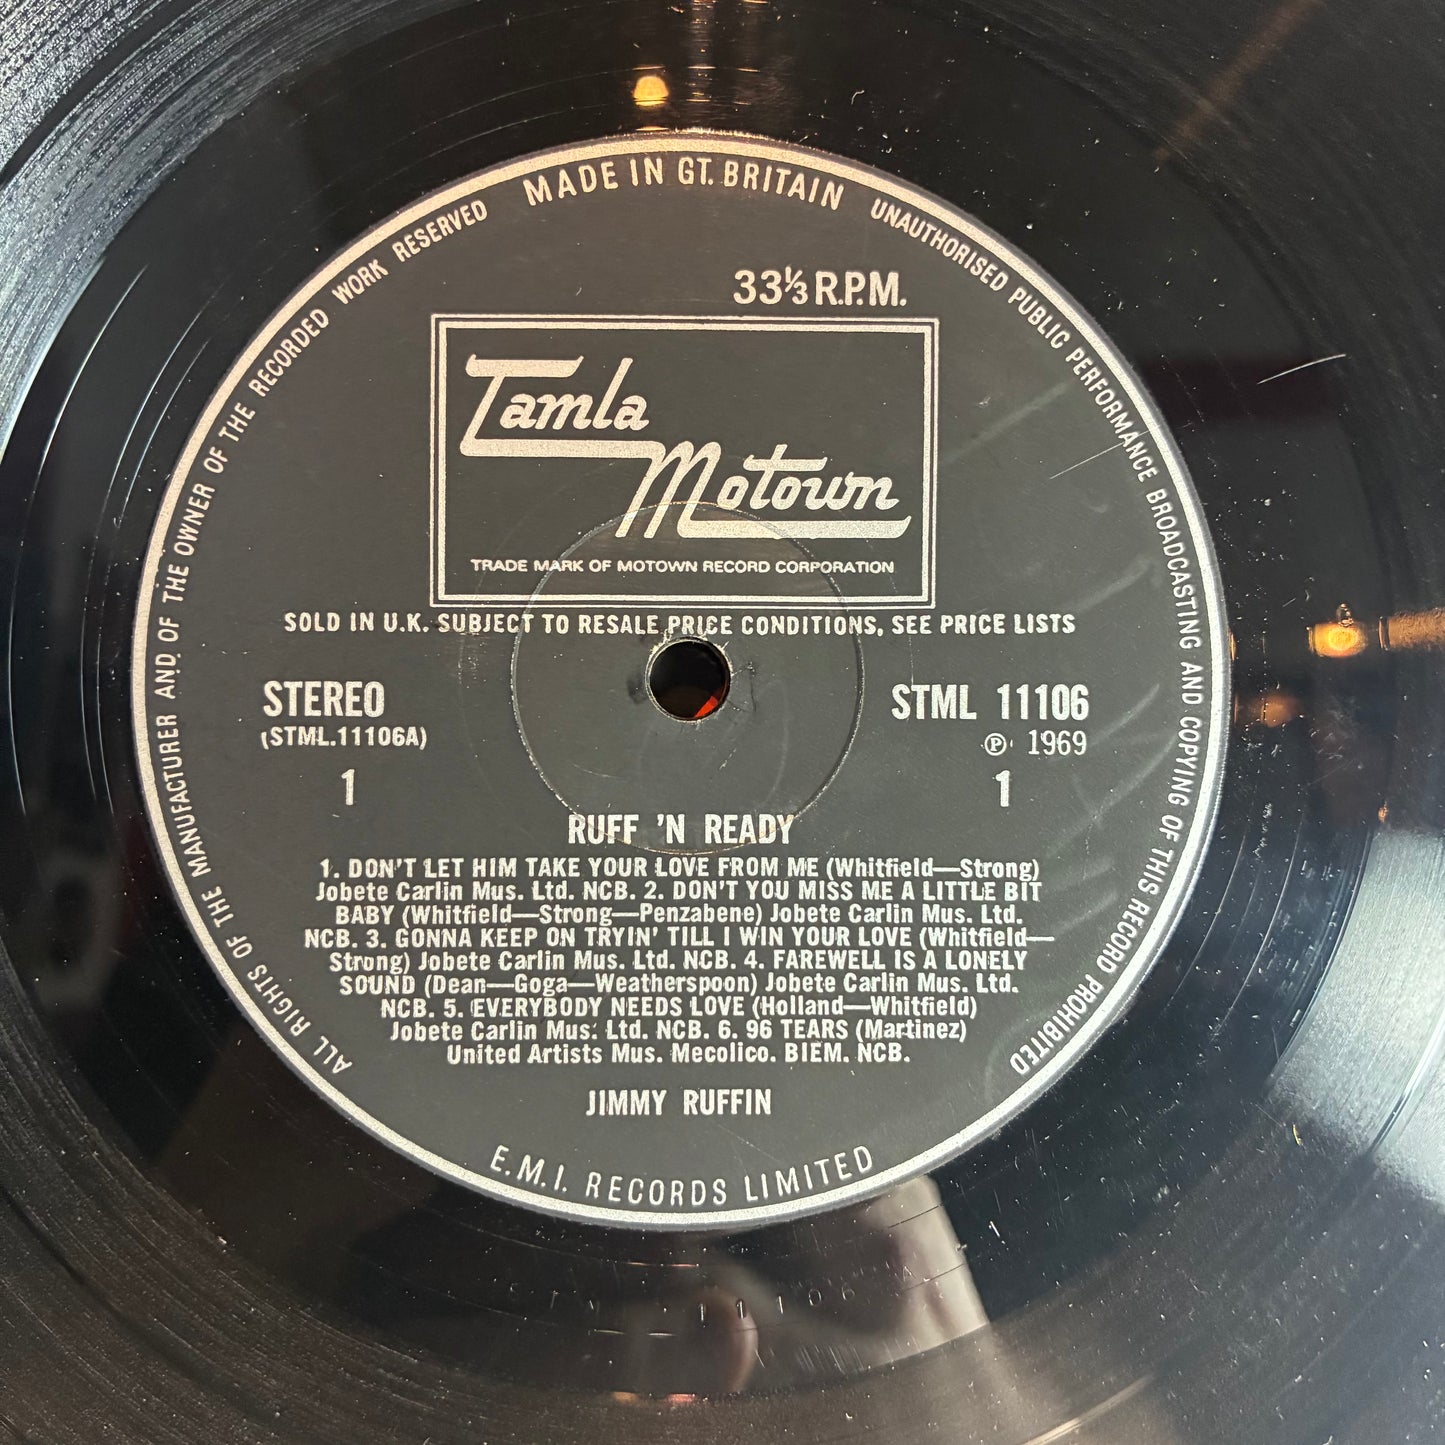 MADE IN GT. BRITAIN
UNAUTHORISED PUBLIC PERFORMANCE BROADCASTING AND COPYING OF THIS RECORD PROHIBITED
ALL RIGHTS OF THE MANUFACTURER AND OF THE OWNER OF THE RECORDED WORK RESERVED
33⅓ R.P.M.
Tamla
Motown
TRADE MARK OF MOTOWN RECORD CORPORATION
SOLD IN U.K. SUBJECT TO RESALE PRICE CONDITIONS, SEE PRICE LISTS
STEREO
(STML.11106A)
1
STML 11106
℗ 1969
1
RUFF 'N READY
1. DON'T LET HIM TAKE YOUR LOVE FROM ME (Whitfield—Strong)
Jobete Carlin Mus. Ltd. NCB. 2. DON'T YOU MISS ME A LITTLE BIT
BABY (Whitfield—Strong—Penzabene) Jobete Carlin Mus. Ltd.
NCB. 3. GONNA KEEP ON TRYIN' TILL I WIN YOUR LOVE (Whitfield—
Strong) Jobete Carlin Mus. Ltd. NCB. 4. FAREWELL IS A LONELY
SOUND (Dean—Goga—Weatherspoon) Jobete Carlin Mus. Ltd.
NCB. 5. EVERYBODY NEEDS LOVE (Holland—Whitfield)
Jobete Carlin Mus. Ltd. NCB. 6. 96 TEARS (Martinez)
United Artists Mus. Mecolico. BIEM. NCB.
JIMMY RUFFIN
E.M.I. RECORDS LIMITED